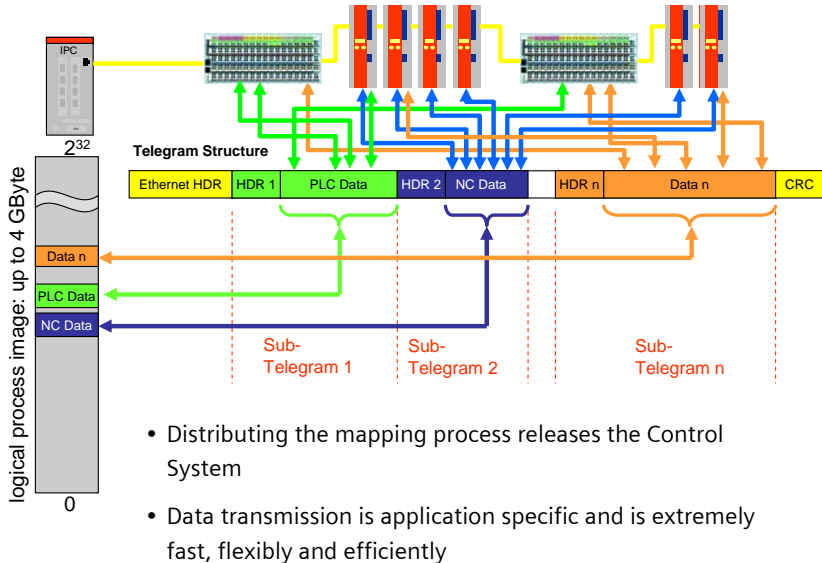 IPC
2^32
Telegram Structure
Ethernet HDR HDR 1 PLC Data HDR 2 NC Data HDR n Data n CRC
logical process image: up to 4 GByte
Data n
PLC Data
NC Data
Sub-
Telegram 1
Sub-
Telegram 2
Sub-
Telegram n
0
• Distributing the mapping process releases the Control
System
• Data transmission is application specific and is extremely
fast, flexibly and efficiently